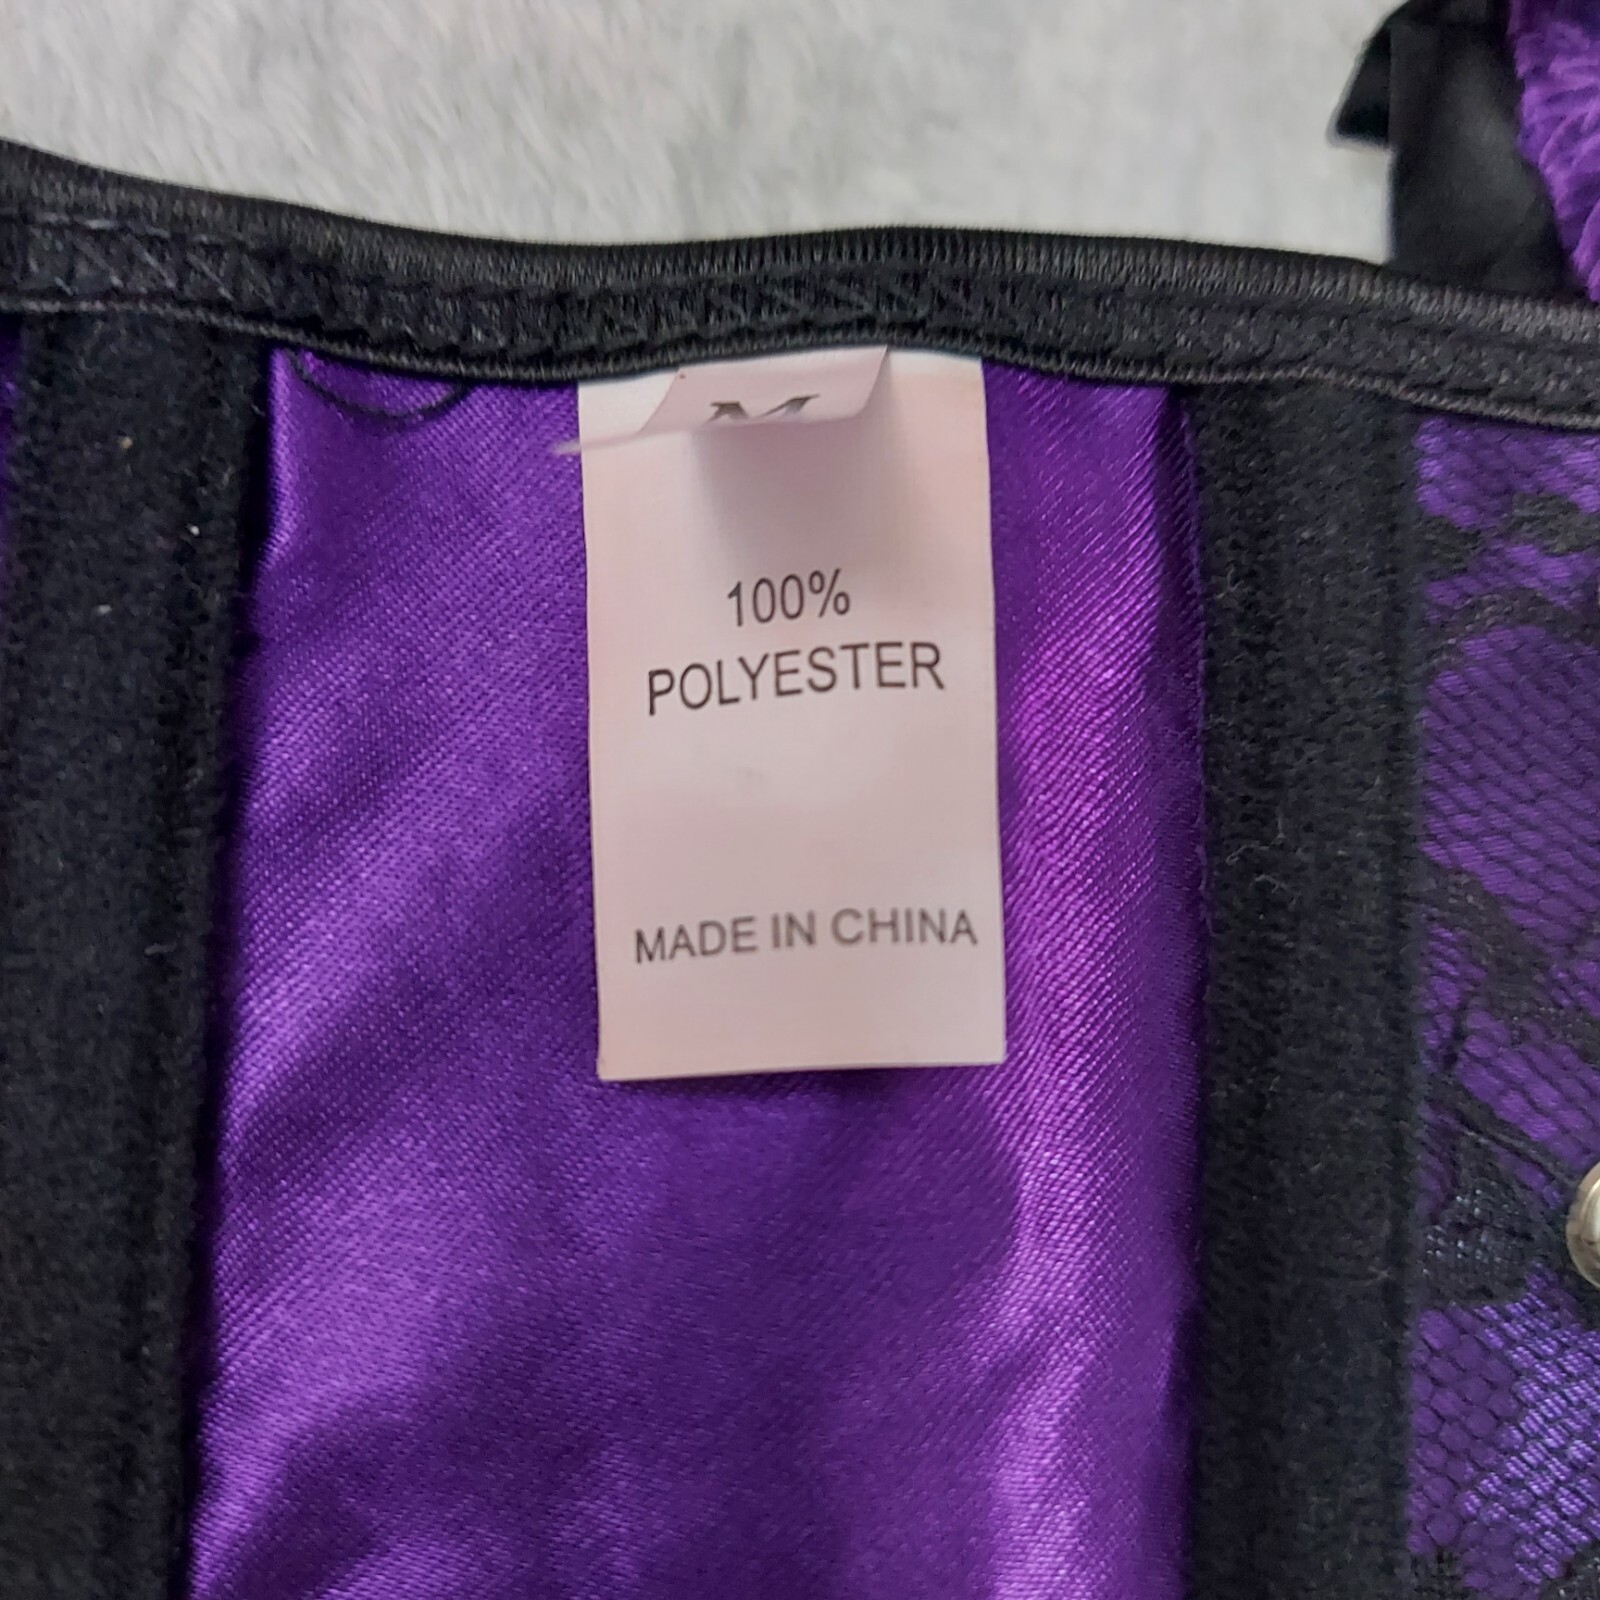 M
100%
POLYESTER
MADE IN CHINA